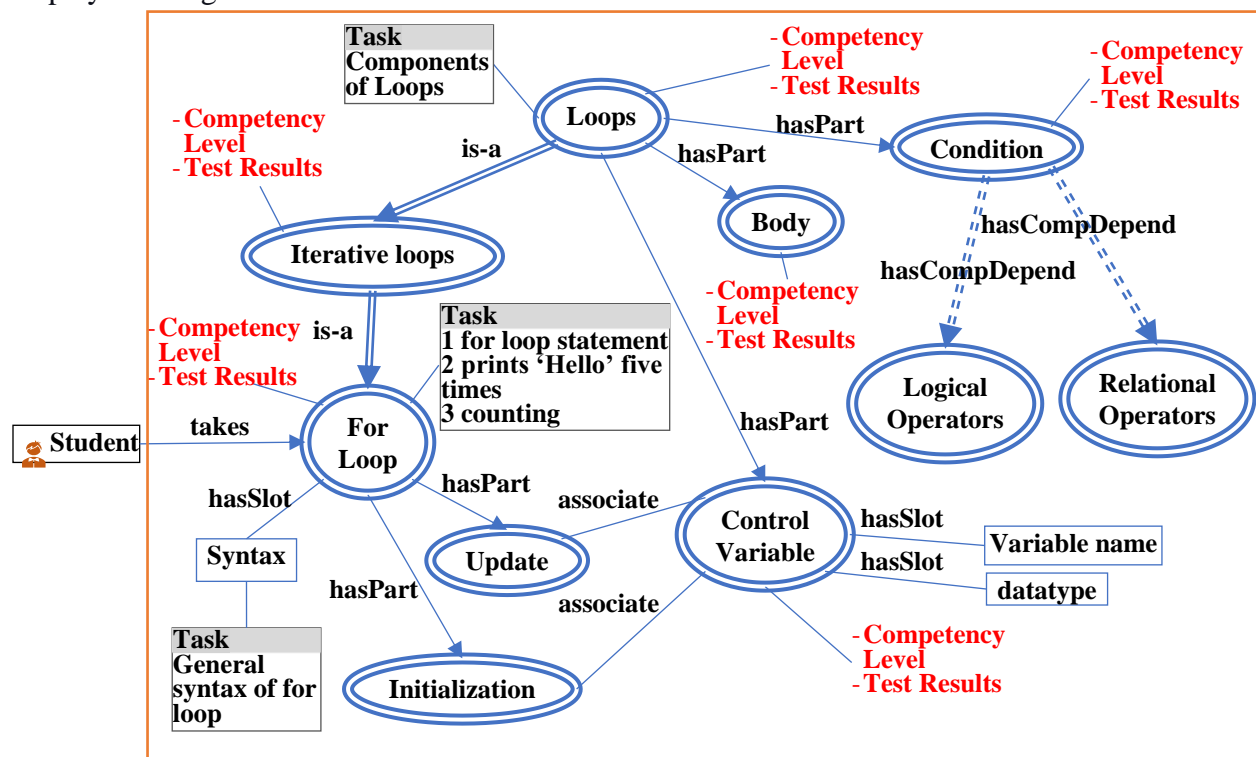 Task
Components
of Loops
- Competency
Level
- Test Results
- Competency
Level
- Test Results
Loops
hasPart
Condition
- Competency
Level
- Test Results
is-a
hasPart
Body
hasCompDepend
hasCompDepend
Iterative loops
- Competency
Level
- Test Results
- Competency
Level
- Test Results
is-a
Task
1 for loop statement
2 prints ‘Hello’ five
times
3 counting
Logical
Operators
Relational
Operators
Student
takes
For
Loop
hasPart
hasSlot
hasPart
associate
Control
Variable
hasSlot
Variable name
hasSlot
datatype
Syntax
Update
hasPart
associate
Task
General
syntax of for
loop
Initialization
- Competency
Level
- Test Results